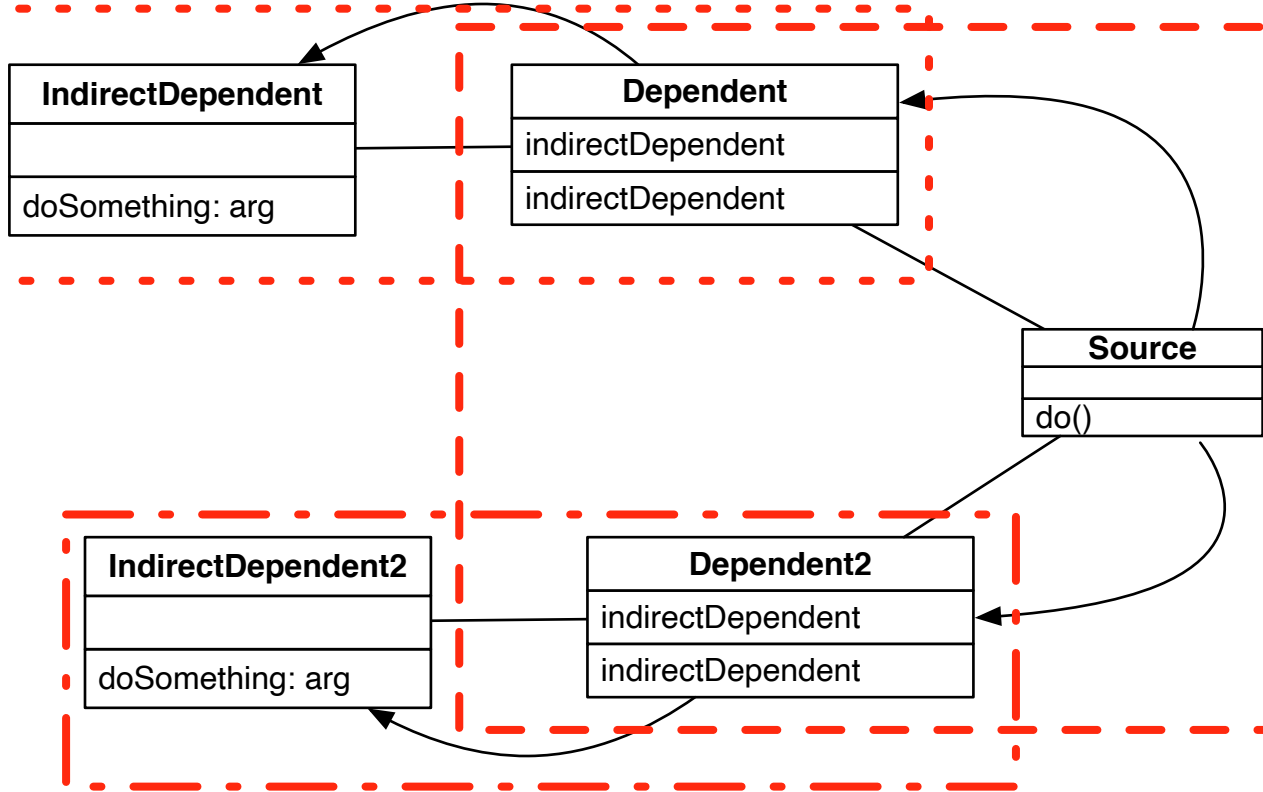 IndirectDependent
doSomething: arg
Dependent
indirectDependent
indirectDependent
Source
do()
IndirectDependent2
doSomething: arg
Dependent2
indirectDependent
indirectDependent